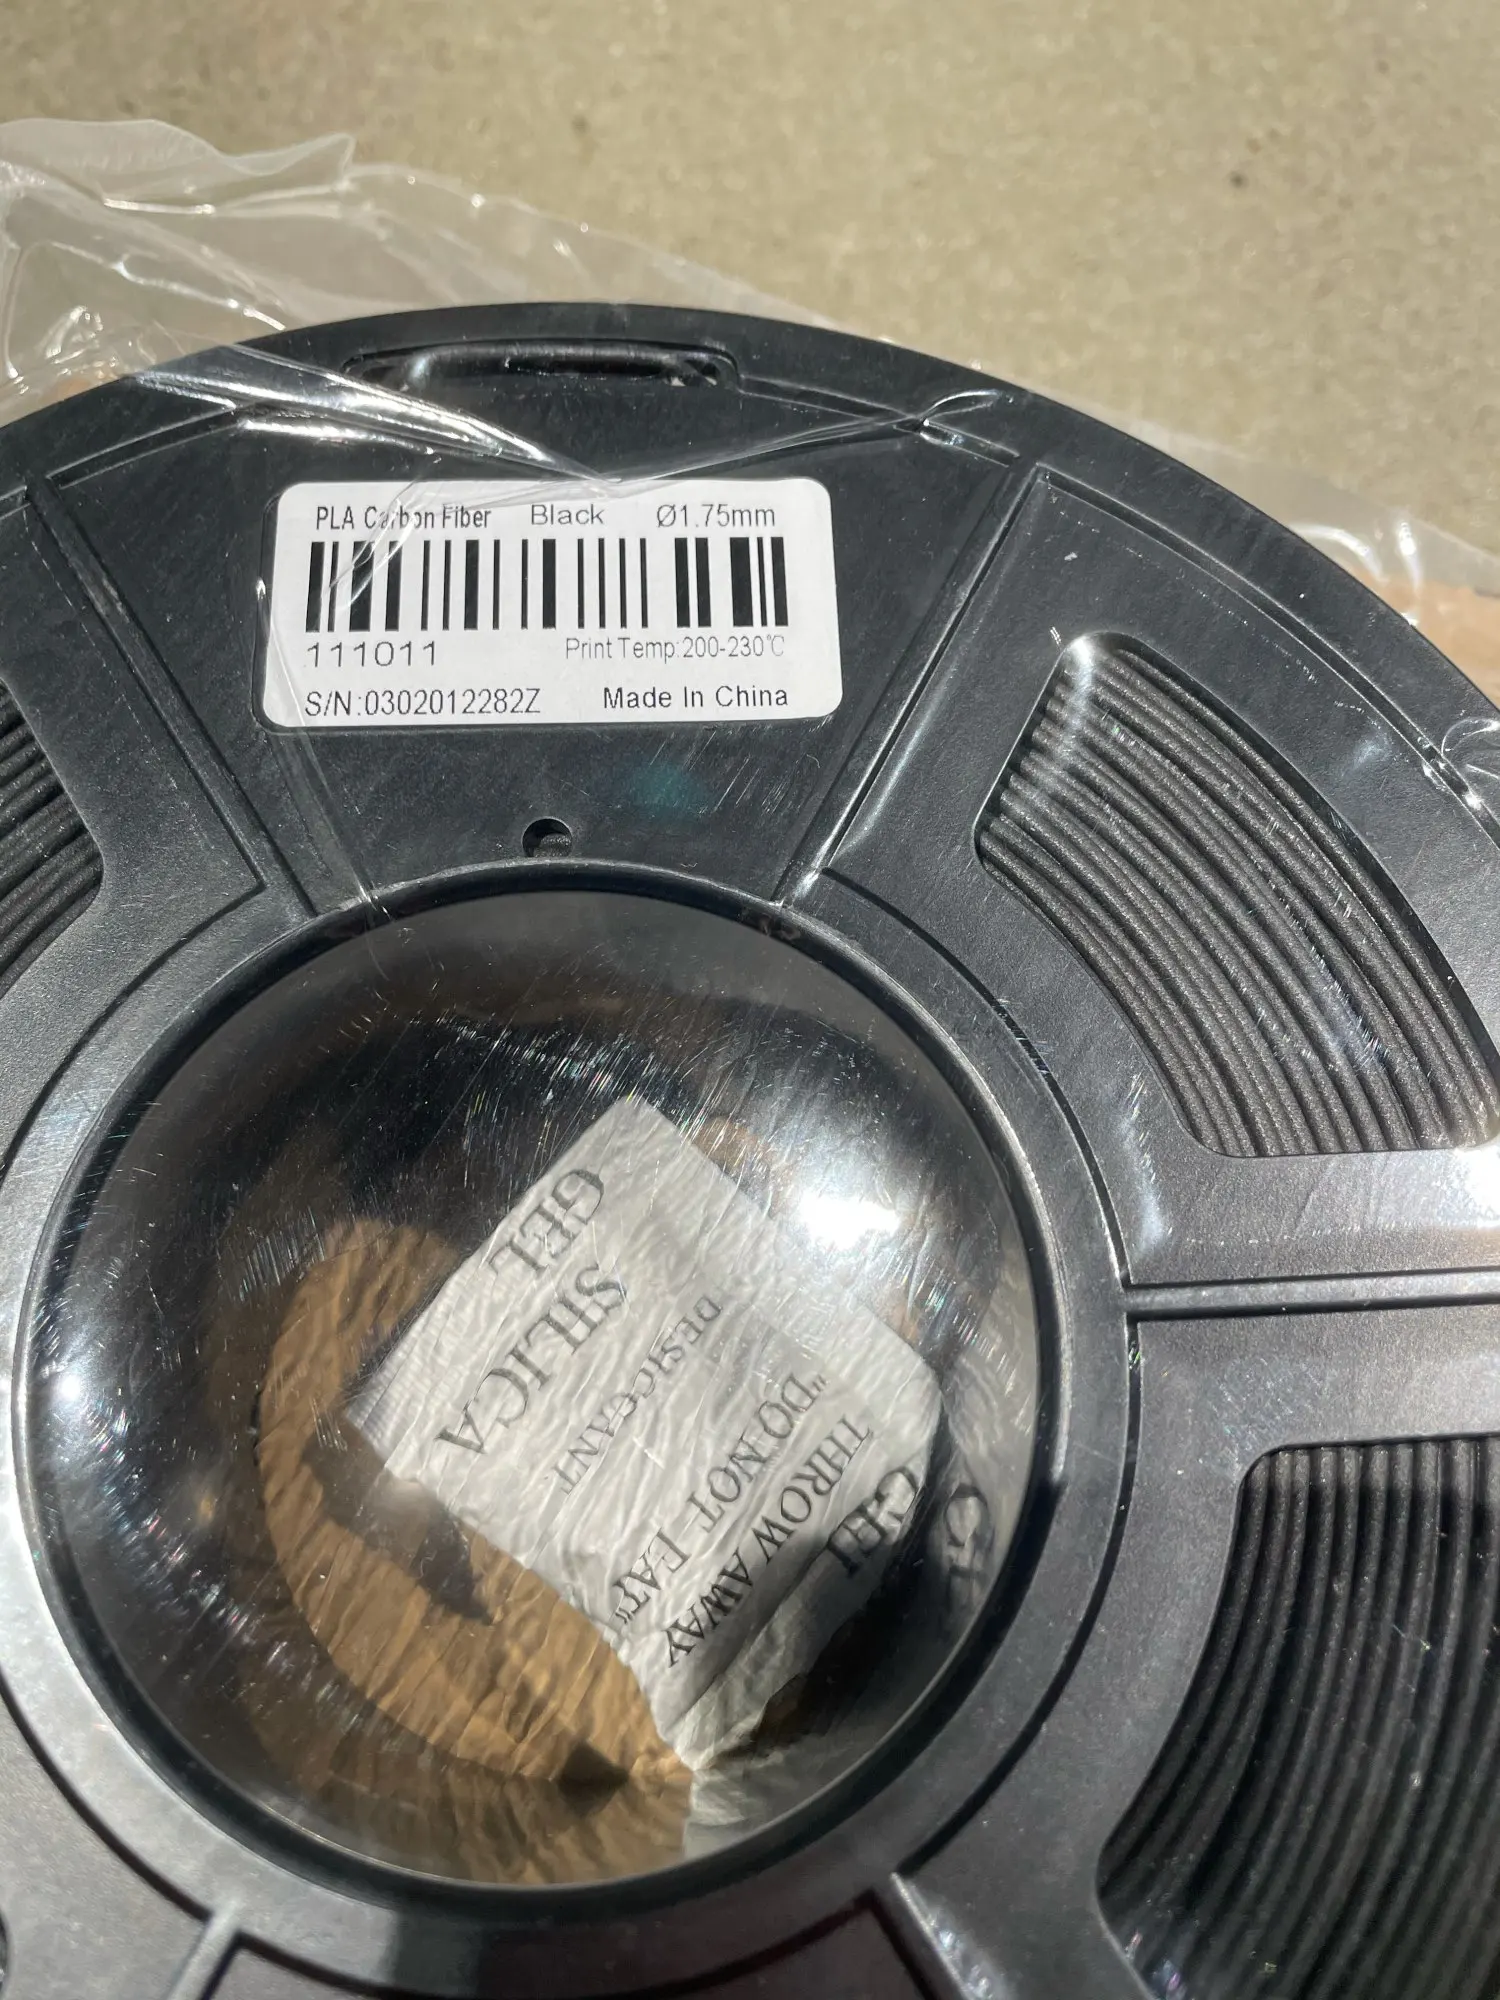 PLA Carbon Fiber Black Ø1.75mm
111011 Print Temp:200-230℃
S/N:0302012282Z Made In China
SILICA
GEL
DESICCANT
"DO NOT EAT"
THROW AWAY
GEL